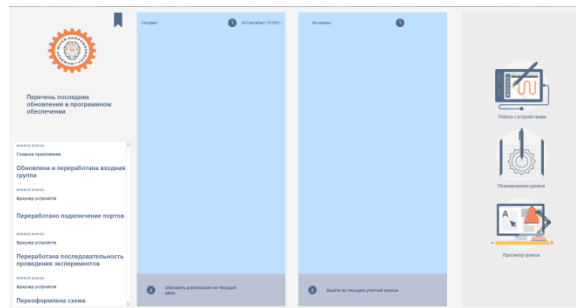 Перечень последних
обновлений в программном
обеспечении
Главное приложение
Обновлена и переработана входная
группа
Браузер устройств
Переработано подключение портов
Браузер устройств
Переработана последовательность
проведения экспериментов
Браузер устройств
Переоформлена схема
Сегодня
На неделе
Обновить расписание на текущий
день
Выйти из текущей учетной записи
Работа с устройствами
Планирование уроков
Просмотр уроков